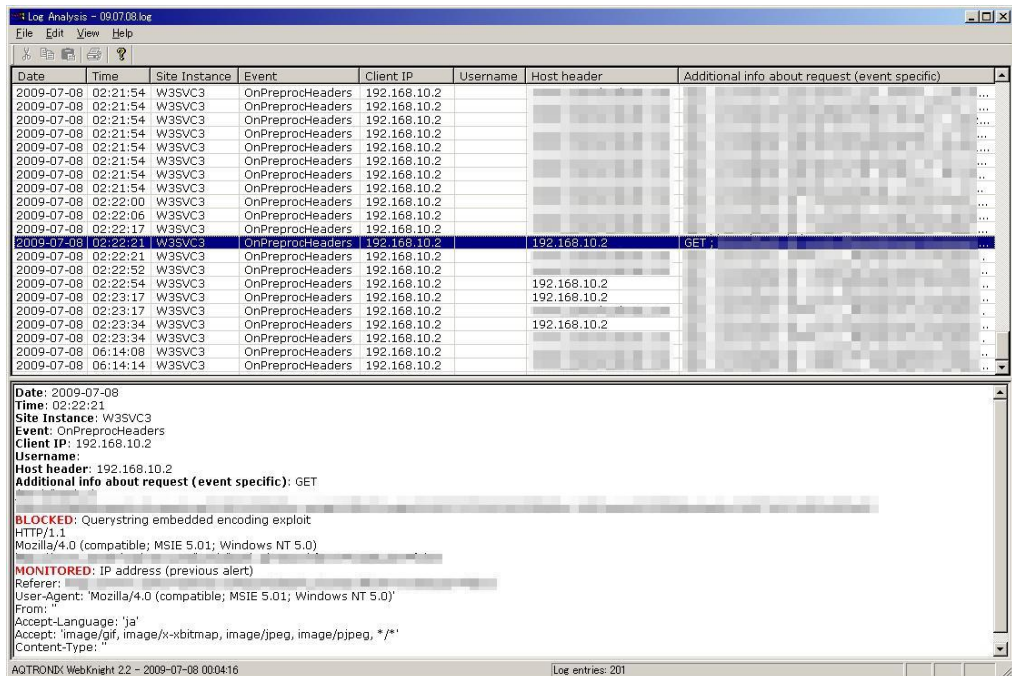 Log Analysis - 09.07.08.log
File Edit View Help
Date Time Site Instance Event Client IP Username Host header Additional info about request (event specific)
2009-07-08 02:21:54 W3SVC3 OnPreprocHeaders 192.168.10.2 ...
2009-07-08 02:21:54 W3SVC3 OnPreprocHeaders 192.168.10.2
2009-07-08 02:21:54 W3SVC3 OnPreprocHeaders 192.168.10.2 ...
2009-07-08 02:21:54 W3SVC3 OnPreprocHeaders 192.168.10.2 ...
2009-07-08 02:21:54 W3SVC3 OnPreprocHeaders 192.168.10.2 ...
2009-07-08 02:21:54 W3SVC3 OnPreprocHeaders 192.168.10.2 ...
2009-07-08 02:21:54 W3SVC3 OnPreprocHeaders 192.168.10.2 ..
2009-07-08 02:21:54 W3SVC3 OnPreprocHeaders 192.168.10.2 ..
2009-07-08 02:22:00 W3SVC3 OnPreprocHeaders 192.168.10.2 ..
2009-07-08 02:22:06 W3SVC3 OnPreprocHeaders 192.168.10.2 ...
2009-07-08 02:22:17 W3SVC3 OnPreprocHeaders 192.168.10.2 ..
2009-07-08 02:22:21 W3SVC3 OnPreprocHeaders 192.168.10.2 192.168.10.2 GET ; ...
2009-07-08 02:22:21 W3SVC3 OnPreprocHeaders 192.168.10.2 .
2009-07-08 02:22:52 W3SVC3 OnPreprocHeaders 192.168.10.2 ..
2009-07-08 02:22:54 W3SVC3 OnPreprocHeaders 192.168.10.2 192.168.10.2 ..
2009-07-08 02:23:17 W3SVC3 OnPreprocHeaders 192.168.10.2 192.168.10.2 ..
2009-07-08 02:23:17 W3SVC3 OnPreprocHeaders 192.168.10.2 .
2009-07-08 02:23:34 W3SVC3 OnPreprocHeaders 192.168.10.2 192.168.10.2 ..
2009-07-08 02:23:34 W3SVC3 OnPreprocHeaders 192.168.10.2 .
2009-07-08 06:14:08 W3SVC3 OnPreprocHeaders 192.168.10.2 ..
2009-07-08 06:14:14 W3SVC3 OnPreprocHeaders 192.168.10.2 ..
Date: 2009-07-08
Time: 02:22:21
Site Instance: W3SVC3
Event: OnPreprocHeaders
Client IP: 192.168.10.2
Username:
Host header: 192.168.10.2
Additional info about request (event specific): GET
BLOCKED: Querystring embedded encoding exploit
HTTP/1.1
Mozilla/4.0 (compatible; MSIE 5.01; Windows NT 5.0)
MONITORED: IP address (previous alert)
Referer:
User-Agent: 'Mozilla/4.0 (compatible; MSIE 5.01; Windows NT 5.0)'
From: ''
Accept-Language: 'ja'
Accept: 'image/gif, image/x-xbitmap, image/jpeg, image/pjpeg, */*'
Content-Type: ''
AQTRONIX WebKnight 2.2 - 2009-07-08 00:04:16 Log entries: 201